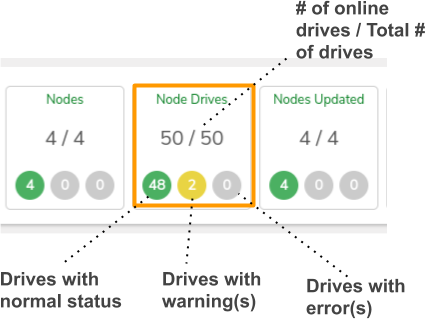 # of online
drives / Total #
of drives
Nodes
4 / 4
4 0 0
Node Drives
50 / 50
48 2 0
Nodes Updated
4 / 4
4 0 0
Drives with
normal status
Drives with
warning(s)
Drives with
error(s)